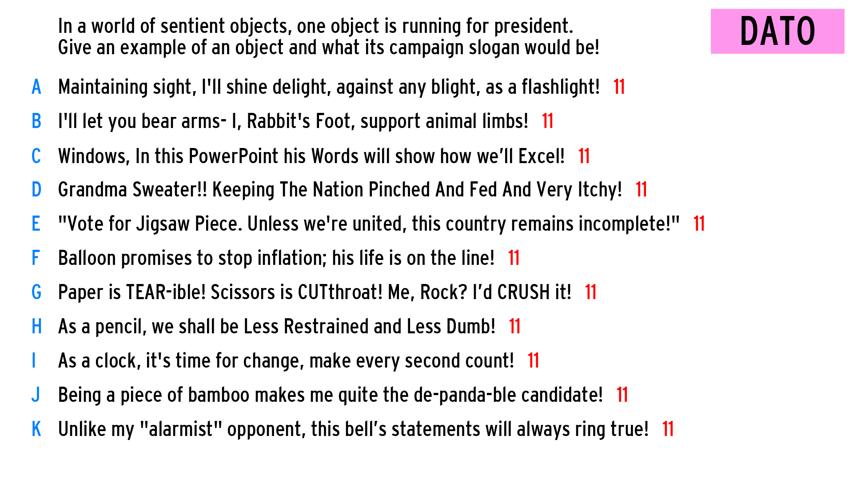 In a world of sentient objects, one object is running for president.
Give an example of an object and what its campaign slogan would be!
DATO
A Maintaining sight, I'll shine delight, against any blight, as a flashlight! 11
B I'll let you bear arms- I, Rabbit's Foot, support animal limbs! 11
C Windows, In this PowerPoint his Words will show how we’ll Excel! 11
D Grandma Sweater!! Keeping The Nation Pinched And Fed And Very Itchy! 11
E "Vote for Jigsaw Piece. Unless we're united, this country remains incomplete!" 11
F Balloon promises to stop inflation; his life is on the line! 11
G Paper is TEAR-ible! Scissors is CUTthroat! Me, Rock? I’d CRUSH it! 11
H As a pencil, we shall be Less Restrained and Less Dumb! 11
I As a clock, it's time for change, make every second count! 11
J Being a piece of bamboo makes me quite the de-panda-ble candidate! 11
K Unlike my "alarmist" opponent, this bell’s statements will always ring true! 11